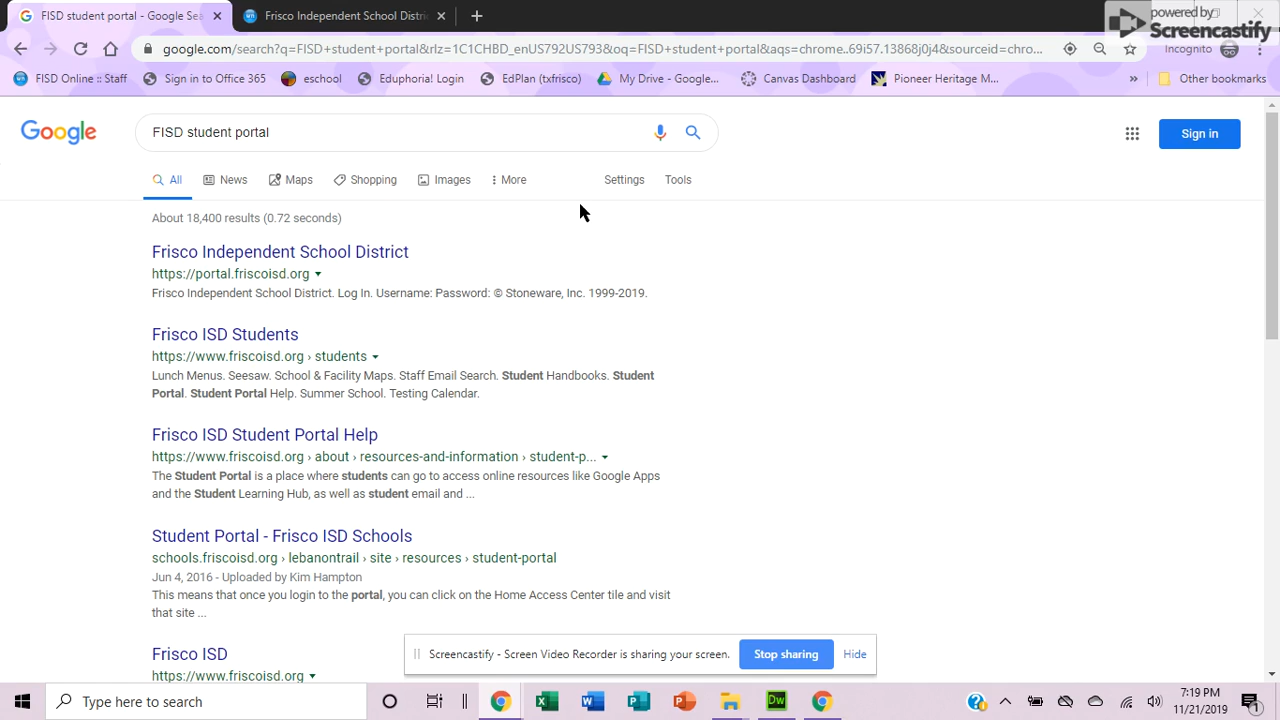 FISD student portal - Google Sea
Frisco Independent School Distri
powered by
Screencastify
google.com/search?q=FISD+student+portal&rlz=1C1CHBD_enUS792US793&oq=FISD+student+portal&aqs=chrome..69i57.13868j0j4&sourceid=chro...
Incognito
FISD Online :: Staff
Sign in to Office 365
eschool
Eduphoria! Login
EdPlan (txfrisco)
My Drive - Google...
Canvas Dashboard
Pioneer Heritage M...
»
Other bookmarks
Google
FISD student portal
Sign in
All
News
Maps
Shopping
Images
More
Settings
Tools
About 18,400 results (0.72 seconds)
Frisco Independent School District
https://portal.friscoisd.org
Frisco Independent School District. Log In. Username: Password: © Stoneware, Inc. 1999-2019.
Frisco ISD Students
https://www.friscoisd.org › students
Lunch Menus. Seesaw. School & Facility Maps. Staff Email Search. Student Handbooks. Student
Portal. Student Portal Help. Summer School. Testing Calendar.
Frisco ISD Student Portal Help
https://www.friscoisd.org › about › resources-and-information › student-p...
The Student Portal is a place where students can go to access online resources like Google Apps
and the Student Learning Hub, as well as student email and ...
Student Portal - Frisco ISD Schools
schools.friscoisd.org › lebanontrail › site › resources › student-portal
Jun 4, 2016 - Uploaded by Kim Hampton
This means that once you login to the portal, you can click on the Home Access Center tile and visit
that site ...
Frisco ISD
https://www.friscoisd.org
Screencastify - Screen Video Recorder is sharing your screen.
Stop sharing
Hide
Type here to search
Dw
7:19 PM
11/21/2019
1